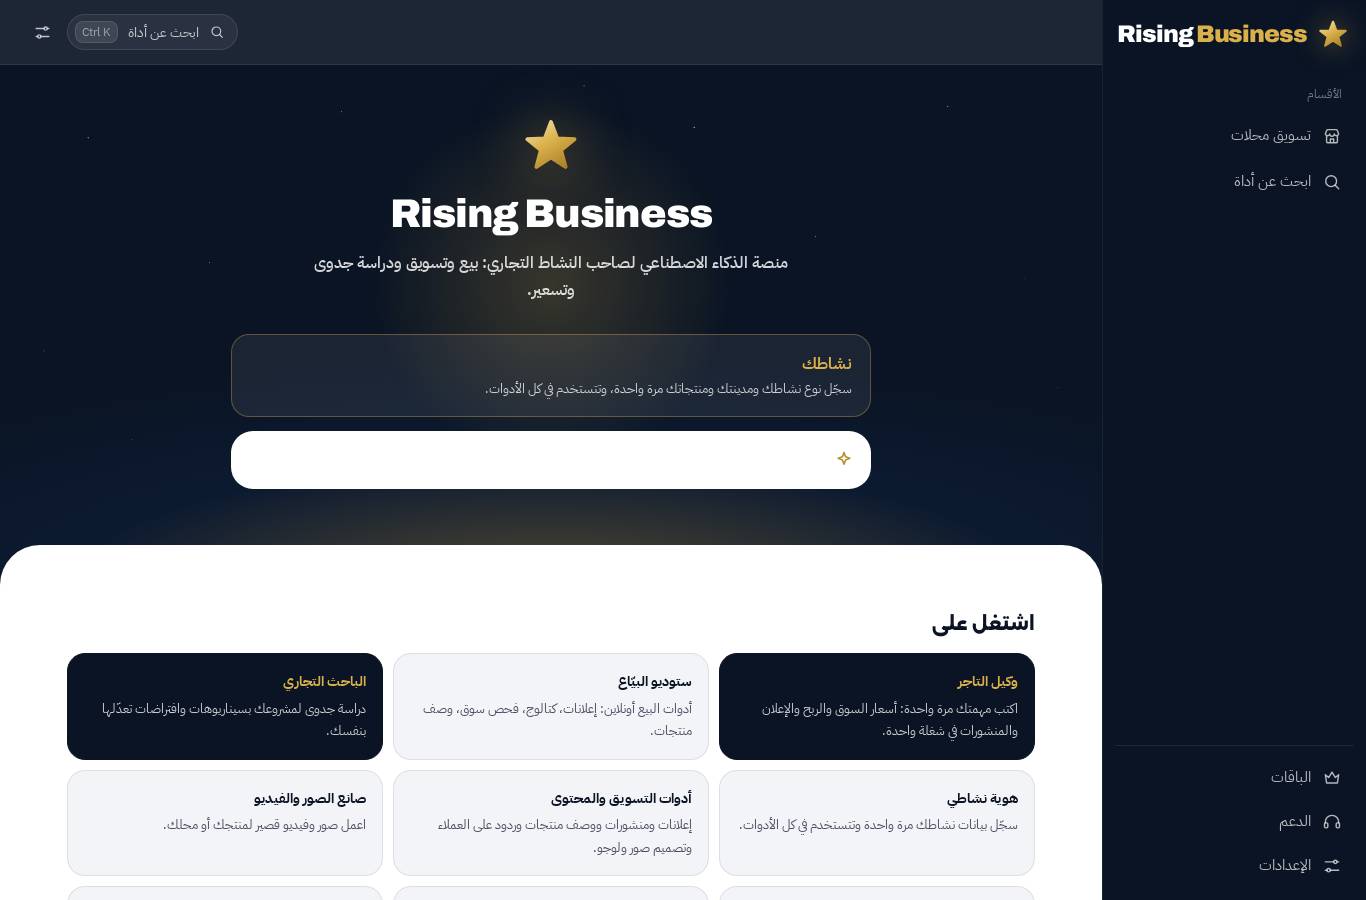 Rising Business
الأقسام
تسويق محلات
ابحث عن أداة
الباقات
الدعم
الإعدادات
ابحث عن أداة Ctrl K
Rising Business
منصة الذكاء الاصطناعي لصاحب النشاط التجاري: بيع وتسويق ودراسة جدوى
وتسعير.
نشاطك
سجّل نوع نشاطك ومدينتك ومنتجاتك مرة واحدة، وتتستخدم في كل الأدوات.
اشتغل على
وكيل التاجر
اكتب مهمتك مرة واحدة: أسعار السوق والربح والإعلان
والمنشورات في شغلة واحدة.
ستوديو البيّاع
أدوات البيع أونلاين: إعلانات، كتالوج، فحص سوق، وصف
منتجات.
الباحث التجاري
دراسة جدوى لمشروعك بسيناريوهات وافتراضات تعدّلها
بنفسك.
هوية نشاطي
سجّل بيانات نشاطك مرة واحدة وتتستخدم في كل الأدوات.
أدوات التسويق والمحتوى
إعلانات ومنشورات ووصف منتجات وردود على العملاء
وتصميم صور ولوجو.
صانع الصور والفيديو
اعمل صور وفيديو قصير لمنتجك أو محلك.